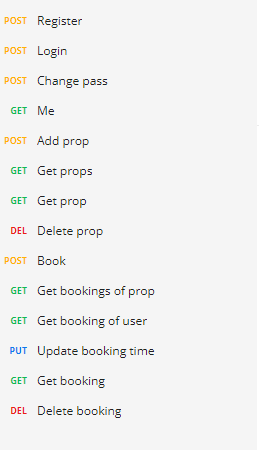 POST Register
POST Login
POST Change pass
GET Me
POST Add prop
GET Get props
GET Get prop
DEL Delete prop
POST Book
GET Get bookings of prop
GET Get booking of user
PUT Update booking time
GET Get booking
DEL Delete booking